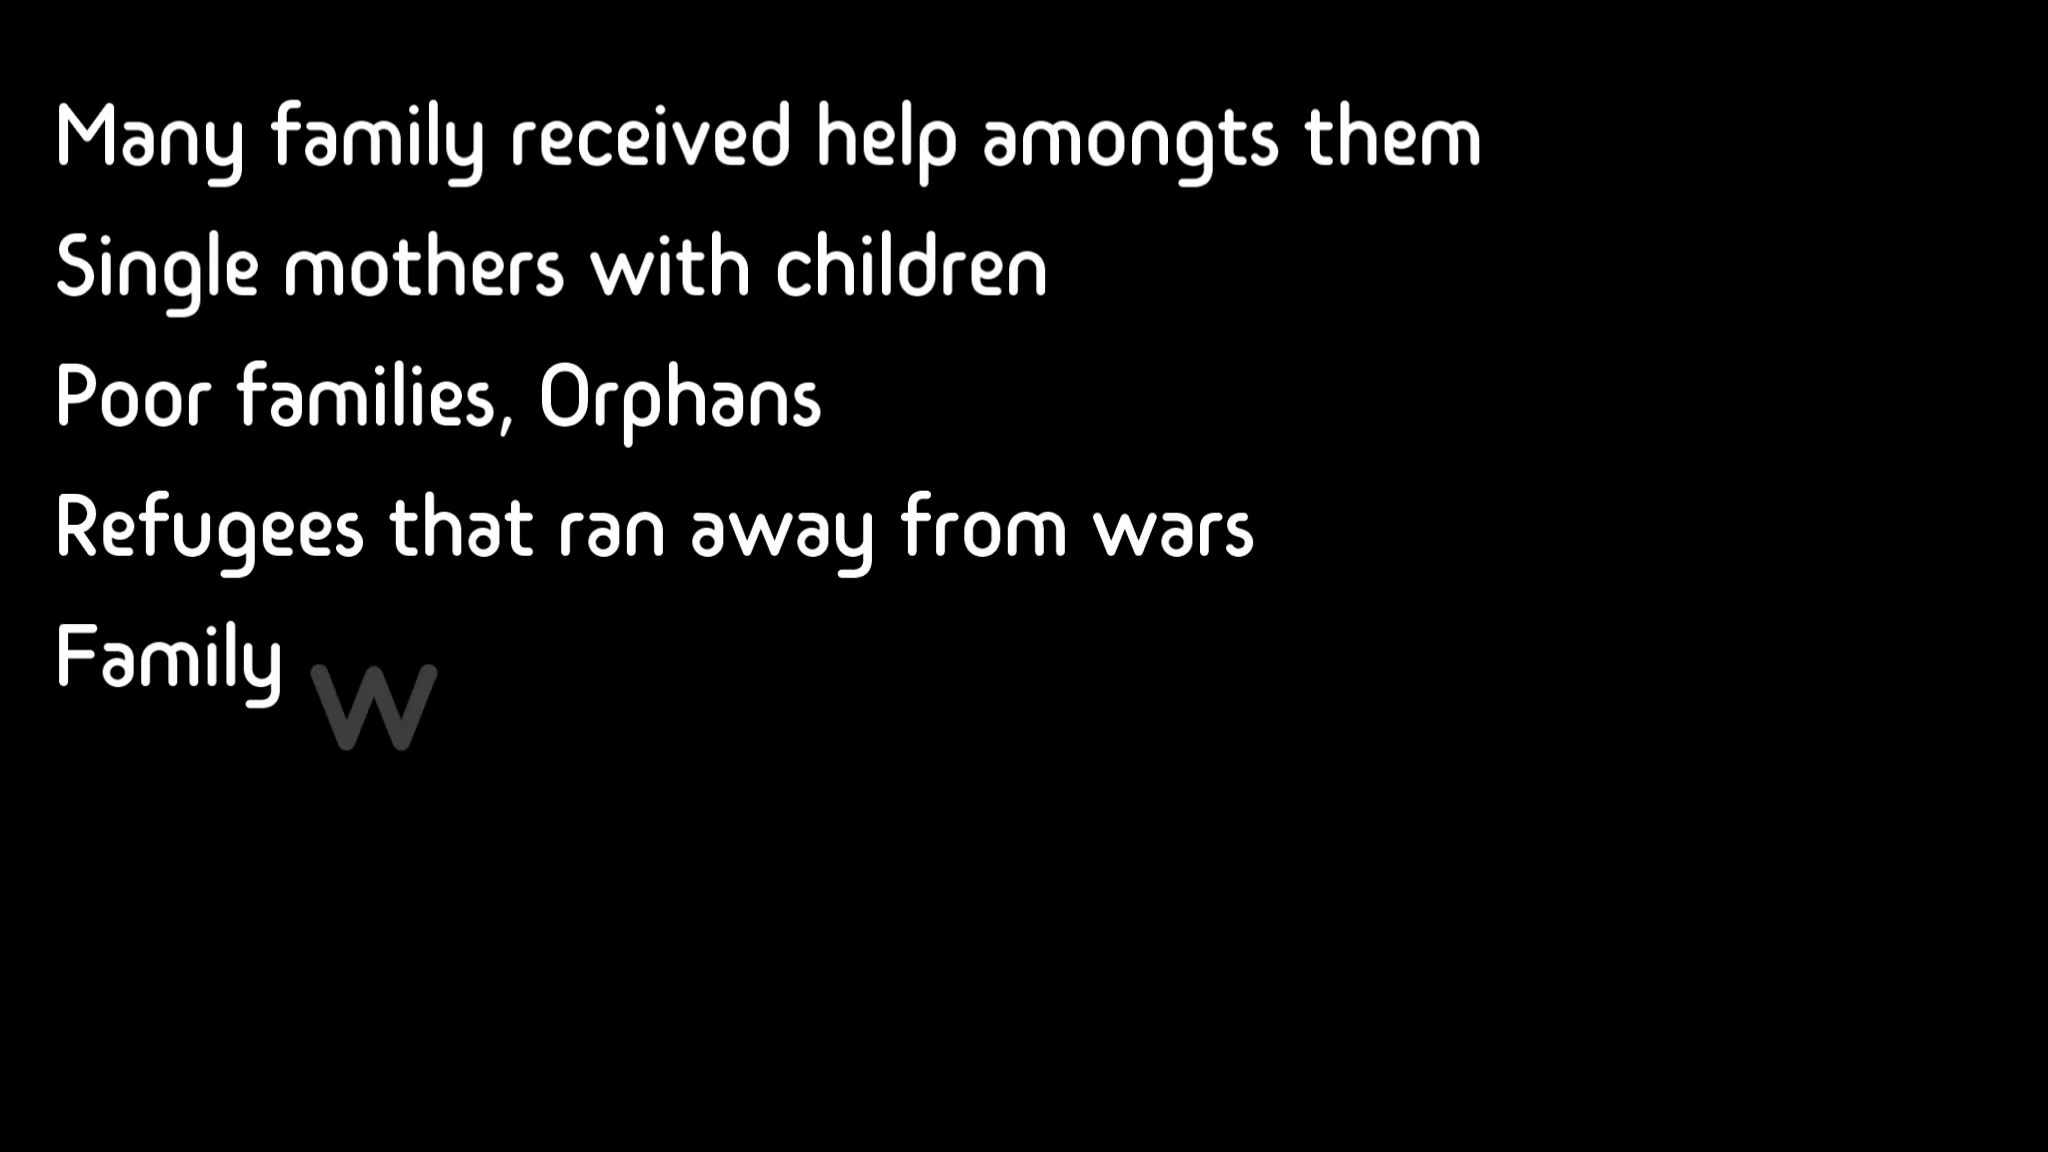 Many family received help amongts them
Single mothers with children
Poor families, Orphans
Refugees that ran away from wars
Family w